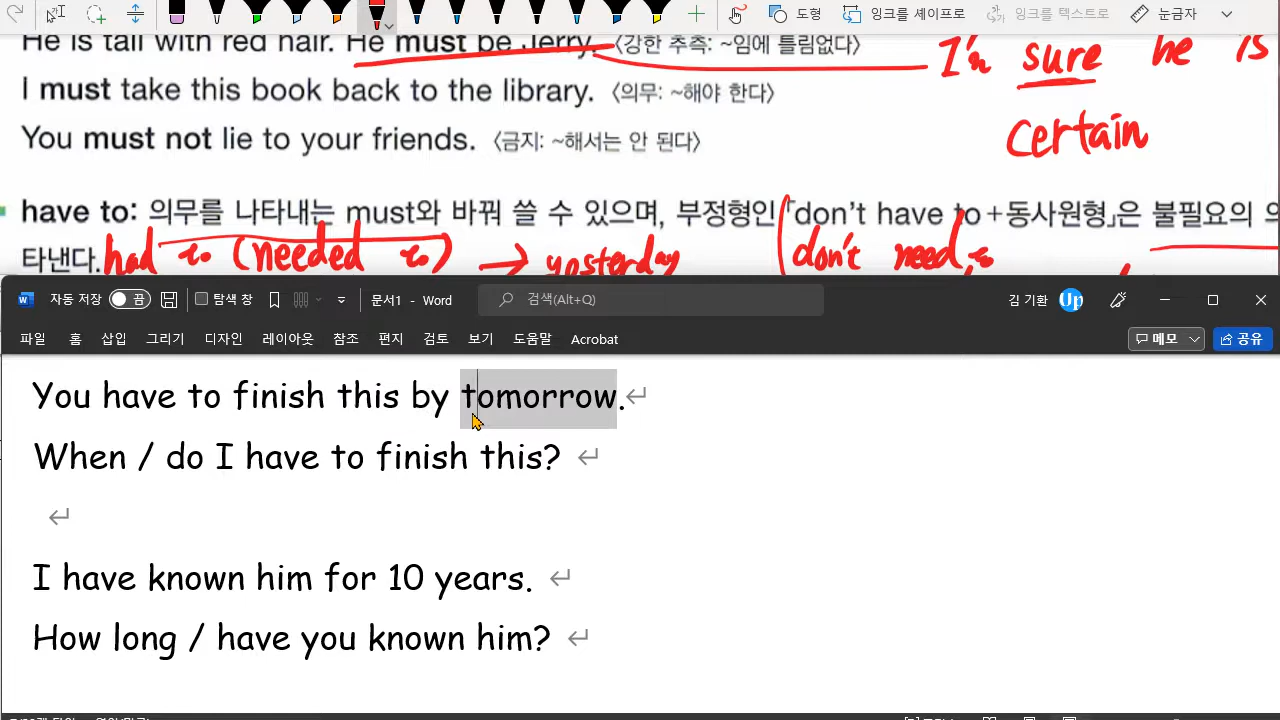 도형 잉크를 셰이프로 잉크를 텍스트로 눈금자
He is tall with red hair. He must be Jerry. 〈강한 추측: ~임에 틀림없다〉 I'm sure he is
I must take this book back to the library. 〈의무: ~해야 한다〉
certain
You must not lie to your friends. 〈금지: ~해서는 안 된다〉
have to: 의무를 나타내는 must와 바꿔 쓸 수 있으며, 부정형인 「don't have to+동사원형」은 불필요의
타낸다. had to (needed to) → yesterday don't need to
자동 저장 끔 탐색 창 문서1 - Word 검색(Alt+Q) 김 기환 Up
파일 홈 삽입 그리기 디자인 레이아웃 참조 편지 검토 보기 도움말 Acrobat 메모 공유
You have to finish this by tomorrow.
When / do I have to finish this?
I have known him for 10 years.
How long / have you known him?